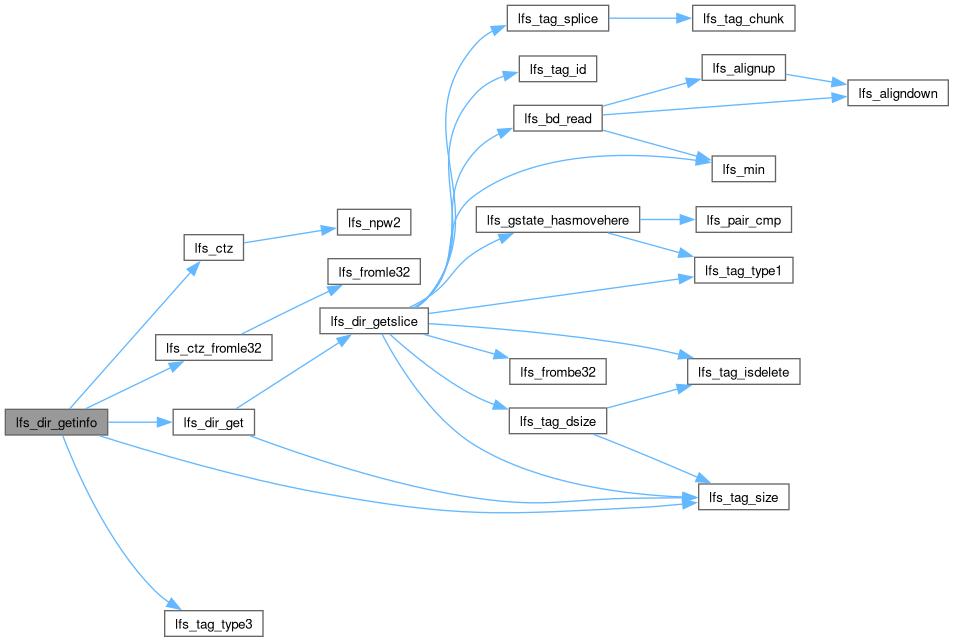 lfs_tag_splice
lfs_tag_chunk
lfs_tag_id
lfs_alignup
lfs_aligndown
lfs_bd_read
lfs_min
lfs_npw2
lfs_gstate_hasmovehere
lfs_pair_cmp
lfs_ctz
lfs_fromle32
lfs_tag_type1
lfs_dir_getslice
lfs_ctz_fromle32
lfs_frombe32
lfs_tag_isdelete
lfs_dir_getinfo
lfs_dir_get
lfs_tag_dsize
lfs_tag_size
lfs_tag_type3